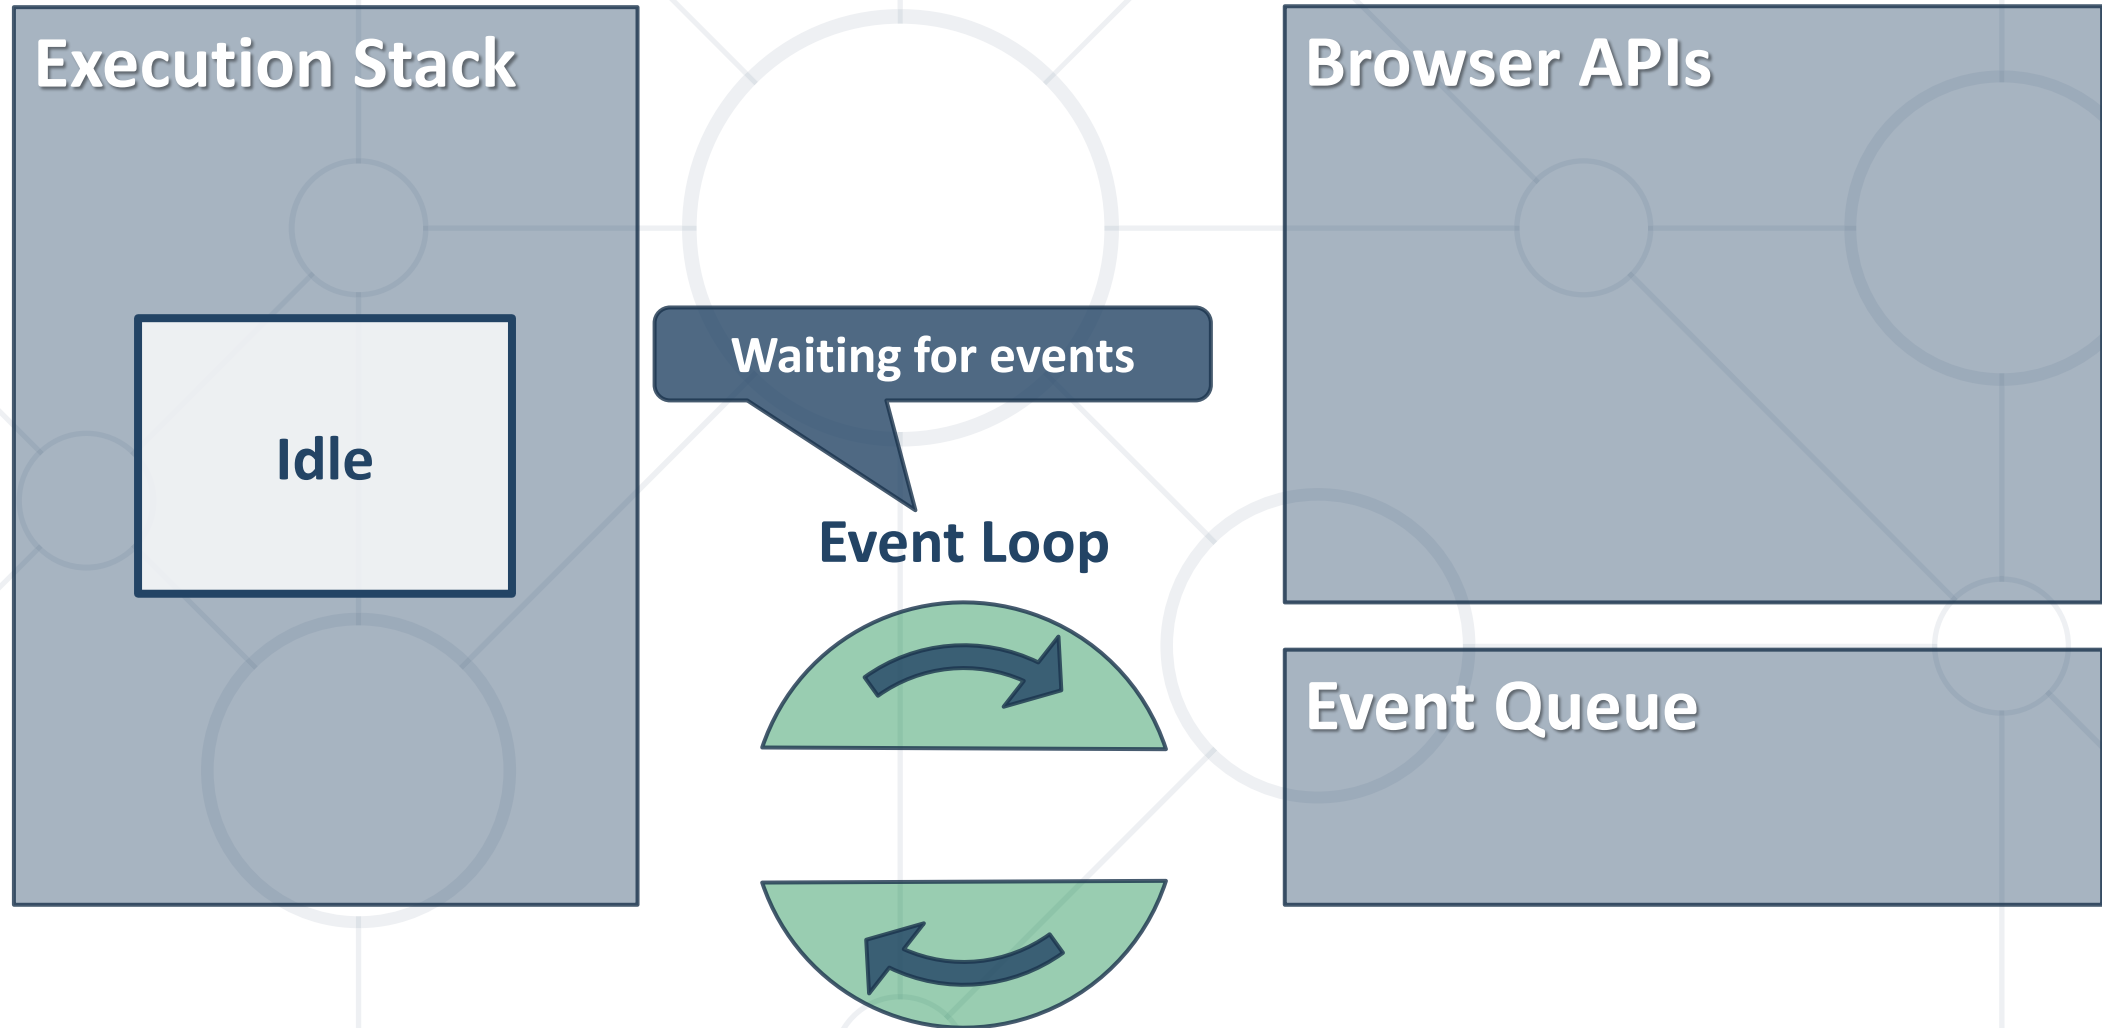 Execution Stack
Idle
Waiting for events
Event Loop
Browser APIs
Event Queue